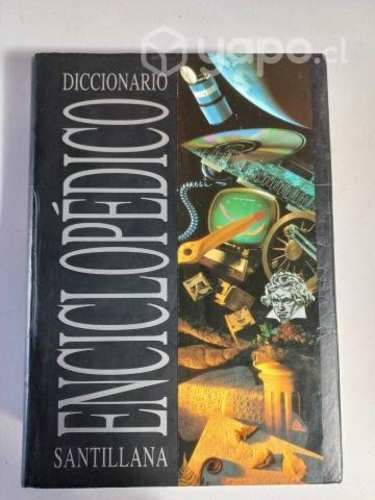 yapo.cl
DICCIONARIO
ENCICLOPÉDICO
SANTILLANA